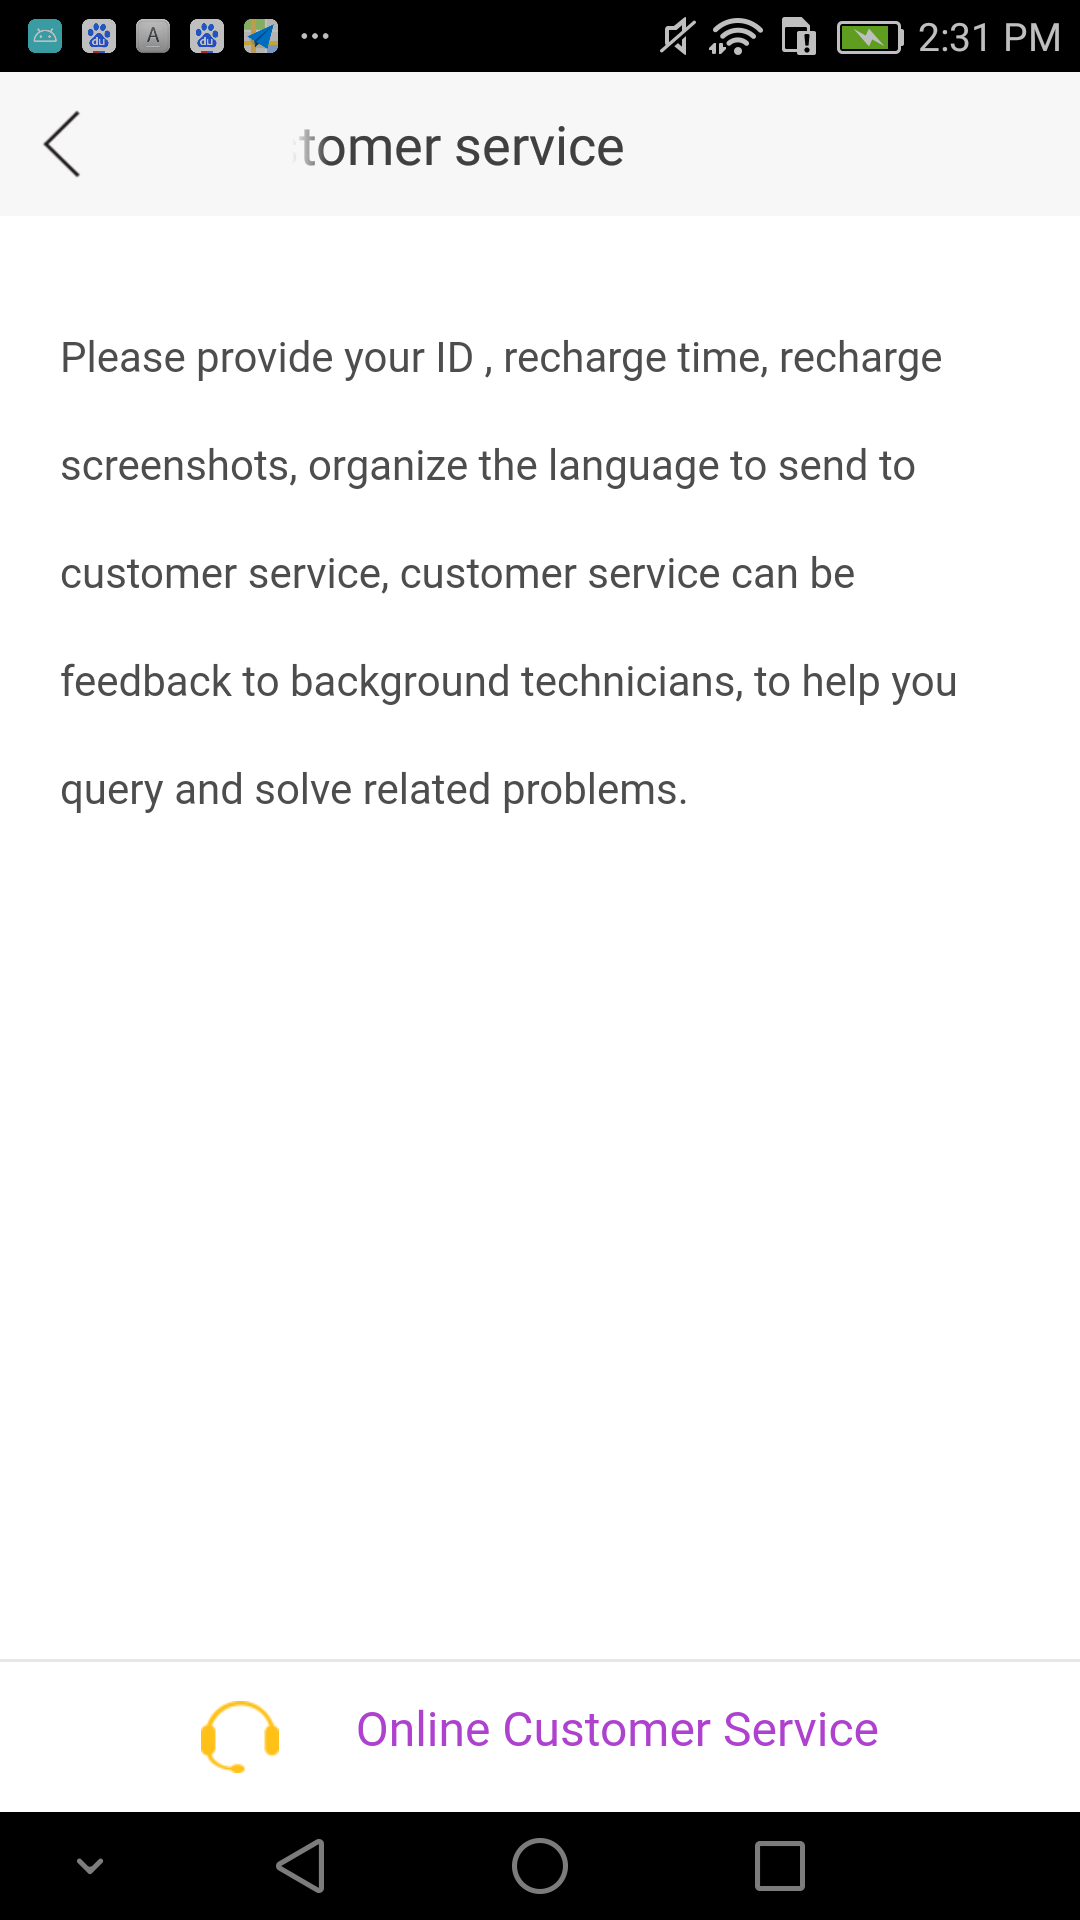 2:31 PM
tomer service
Please provide your ID , recharge time, recharge
screenshots, organize the language to send to
customer service, customer service can be
feedback to background technicians, to help you
query and solve related problems.
Online Customer Service